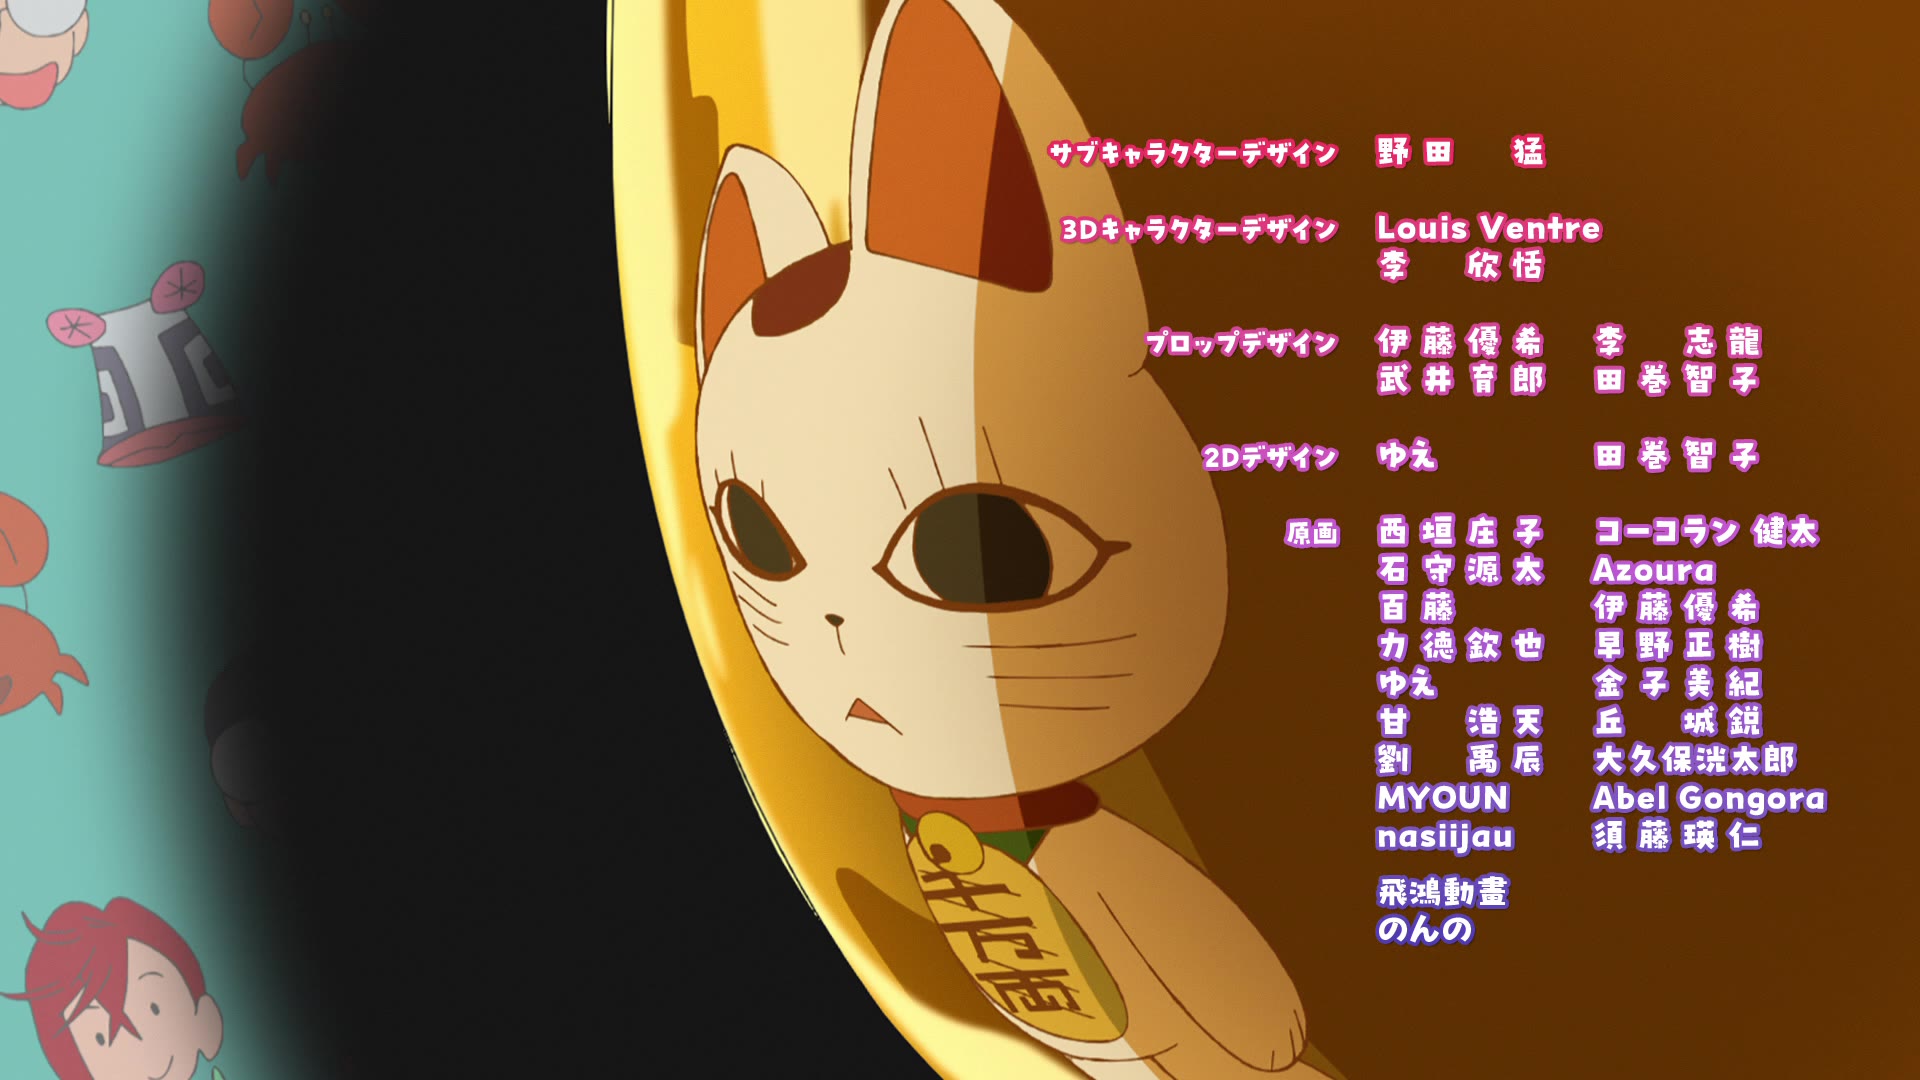 サブキャラクターデザイン 野田 猛
3Dキャラクターデザイン Louis Ventre
李 欣恬
プロップデザイン 伊藤優希 李 志龍
武井育郎 田巻智子
2Dデザイン ゆえ 田巻智子
原画 西垣庄子 コーコラン 健太
石守源太 Azoura
百藤 伊藤優希
力徳欽也 早野正樹
ゆえ 金子美紀
甘 浩天 丘 城鋭
劉 禹辰 大久保洸太郎
MYOUN Abel Gongora
nasiijau 須藤瑛仁
飛鴻動畫
のんの
千万両